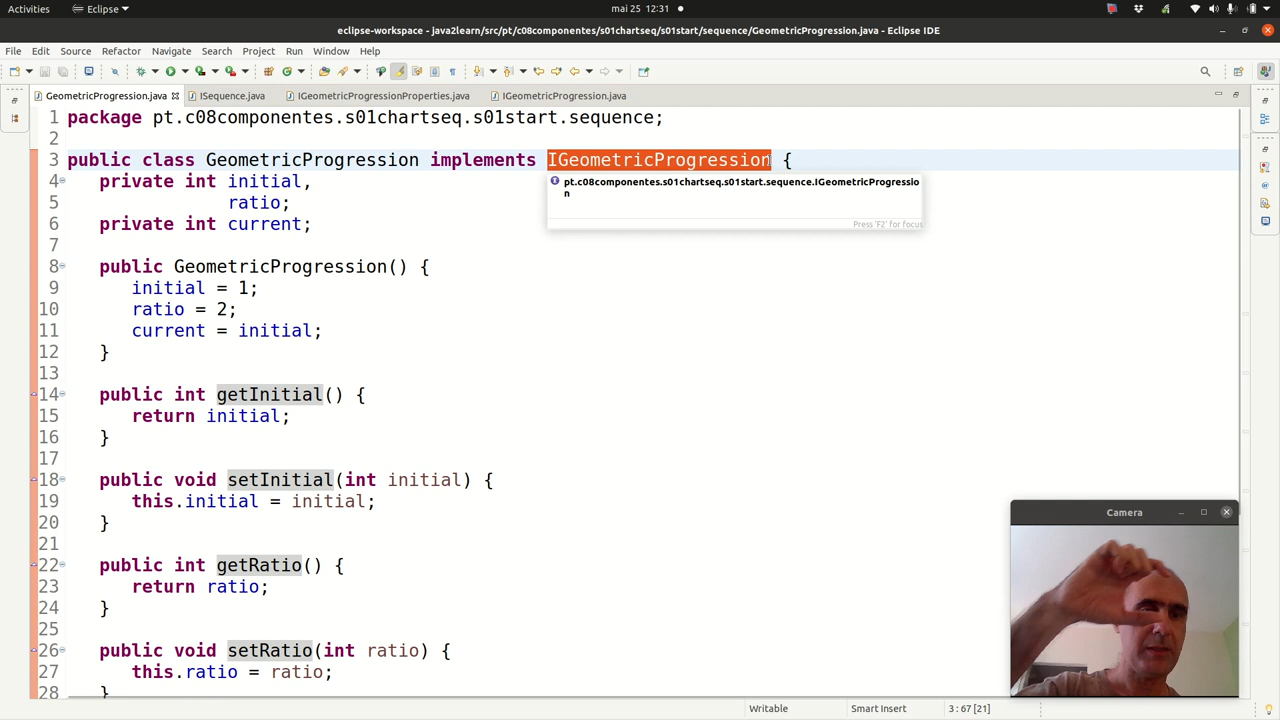 Activities Eclipse mai 25 12:31
eclipse-workspace - java2learn/src/pt/c08componentes/s01chartseq/s01start/sequence/GeometricProgression.java - Eclipse IDE
File Edit Source Refactor Navigate Search Project Run Window Help
GeometricProgression.java ISequence.java IGeometricProgressionProperties.java IGeometricProgression.java
1 package pt.c08componentes.s01chartseq.s01start.sequence;
2
3 public class GeometricProgression implements IGeometricProgression {
4 private int initial,
pt.c08componentes.s01chartseq.s01start.sequence.IGeometricProgressio
n
5 ratio;
6 private int current;
Press 'F2' for focus
7
8 public GeometricProgression() {
9 initial = 1;
10 ratio = 2;
11 current = initial;
12 }
13
14 public int getInitial() {
15 return initial;
16 }
17
18 public void setInitial(int initial) {
19 this.initial = initial;
20 }
21
22 public int getRatio() {
23 return ratio;
24 }
25
26 public void setRatio(int ratio) {
27 this.ratio = ratio;
28 }
Camera
Writable Smart Insert 3 : 67 [21]